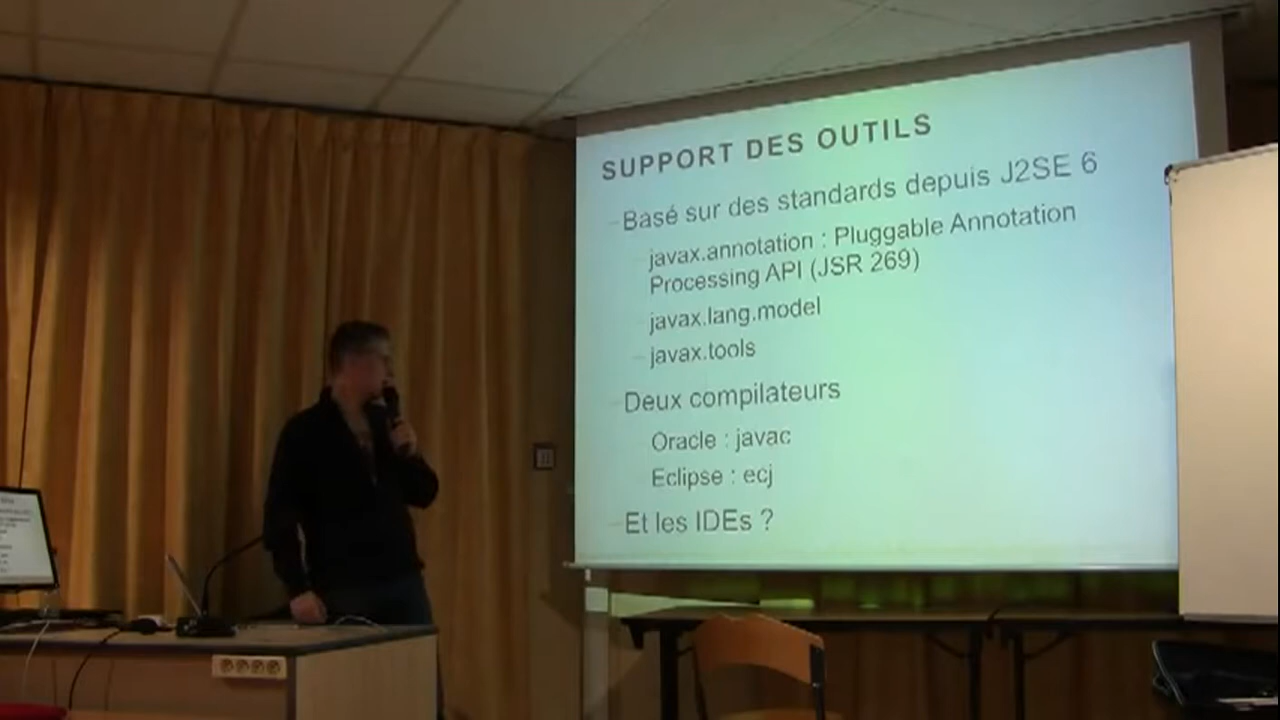 SUPPORT DES OUTILS
Basé sur des standards depuis J2SE 6
javax.annotation : Pluggable Annotation
Processing API (JSR 269)
javax.lang.model
javax.tools
Deux compilateurs
Oracle : javac
Eclipse : ecj
Et les IDEs ?